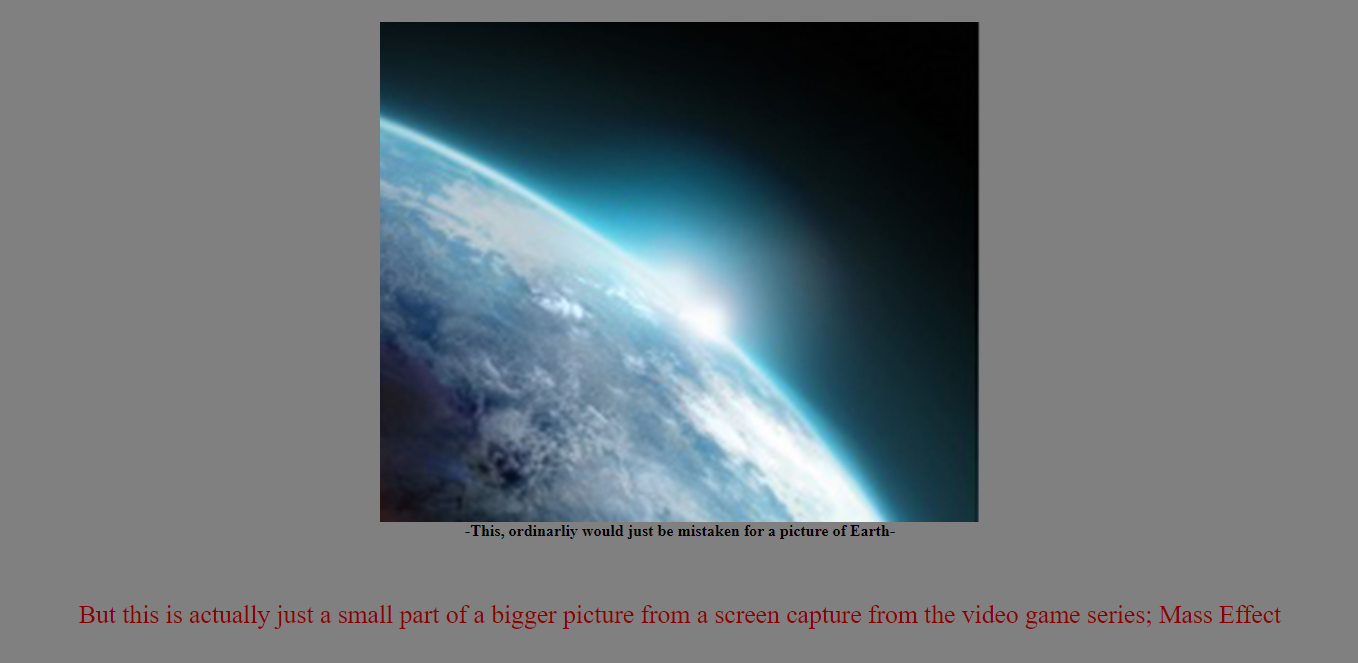 -This, ordinarliy would just be mistaken for a picture of Earth-
But this is actually just a small part of a bigger picture from a screen capture from the video game series; Mass Effect